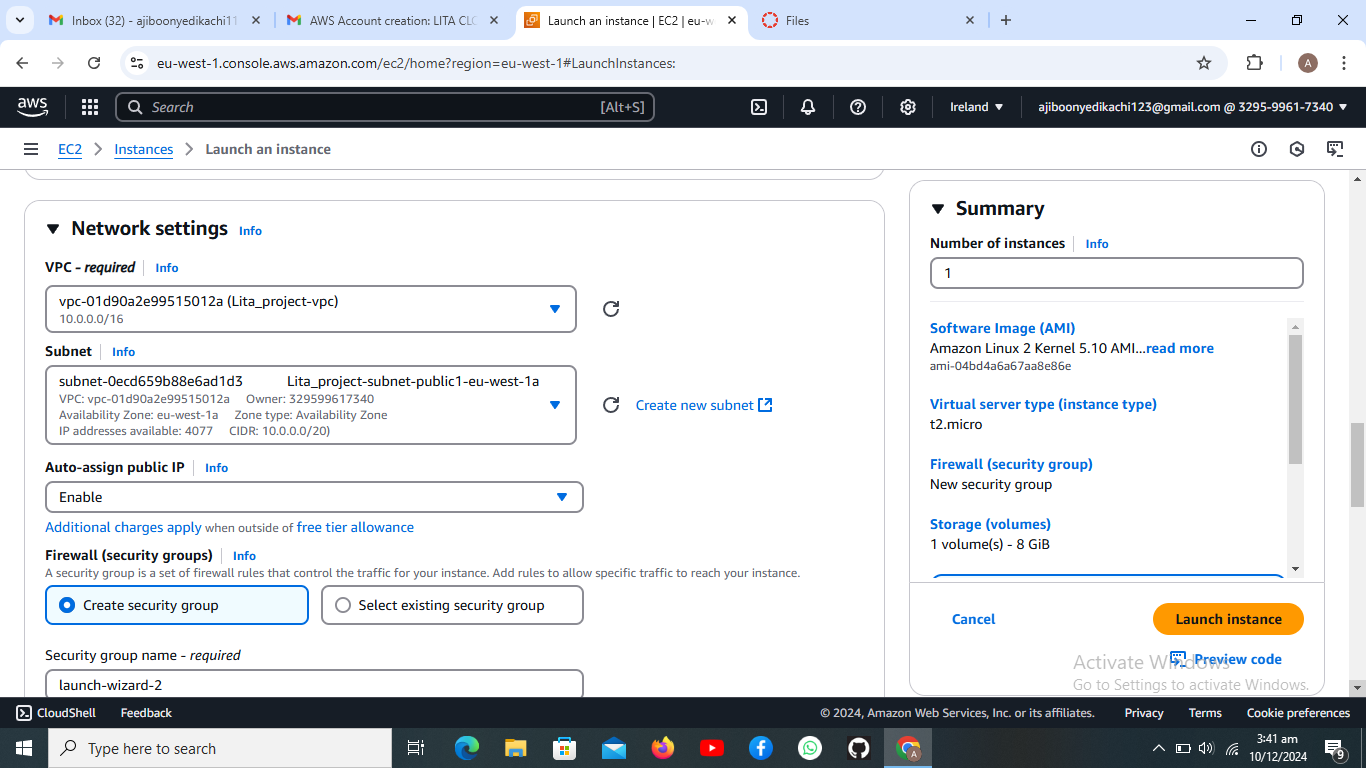 Inbox (32) - ajiboonyedikachi11
AWS Account creation: LITA CLO
Launch an instance | EC2 | eu-w
Files
eu-west-1.console.aws.amazon.com/ec2/home?region=eu-west-1#LaunchInstances:
A
aws
Search
[Alt+S]
Ireland
ajiboonyedikachi123@gmail.com @ 3295-9961-7340
EC2
Instances
Launch an instance
Network settings Info
VPC - required
Info
vpc-01d90a2e99515012a (Lita_project-vpc)
10.0.0.0/16
Subnet
Info
subnet-0ecd659b88e6ad1d3 Lita_project-subnet-public1-eu-west-1a
VPC: vpc-01d90a2e99515012a Owner: 329599617340
Availability Zone: eu-west-1a Zone type: Availability Zone
IP addresses available: 4077 CIDR: 10.0.0.0/20)
Create new subnet
Auto-assign public IP
Info
Enable
Additional charges apply when outside of free tier allowance
Firewall (security groups)
Info
A security group is a set of firewall rules that control the traffic for your instance. Add rules to allow specific traffic to reach your instance.
Create security group
Select existing security group
Security group name - required
launch-wizard-2
Summary
Number of instances
Info
1
Software Image (AMI)
Amazon Linux 2 Kernel 5.10 AMI...read more
ami-04bd4a6a67aa8e86e
Virtual server type (instance type)
t2.micro
Firewall (security group)
New security group
Storage (volumes)
1 volume(s) - 8 GiB
Cancel
Launch instance
Preview code
Activate Windows
Go to Settings to activate Windows.
CloudShell
Feedback
© 2024, Amazon Web Services, Inc. or its affiliates.
Privacy
Terms
Cookie preferences
Type here to search
A
3:41 am
10/12/2024
9